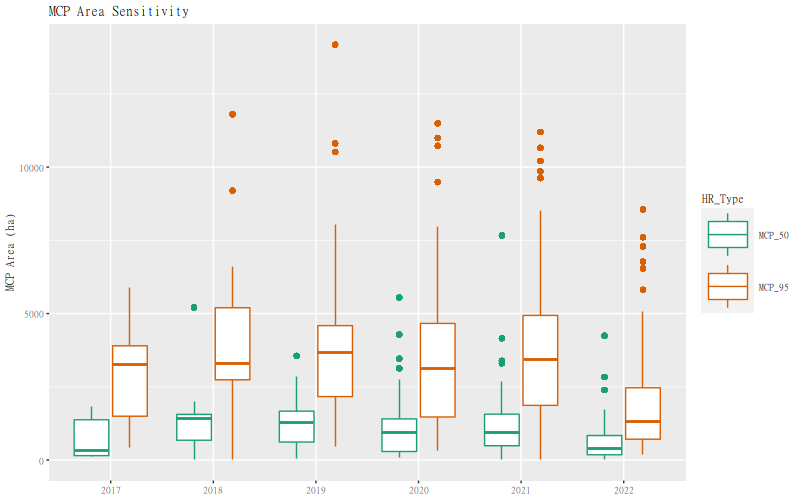 MCP Area Sensitivity
MCP Area (ha)
10000
5000
0
2017 2018 2019 2020 2021 2022
HR_Type
MCP_50
MCP_95